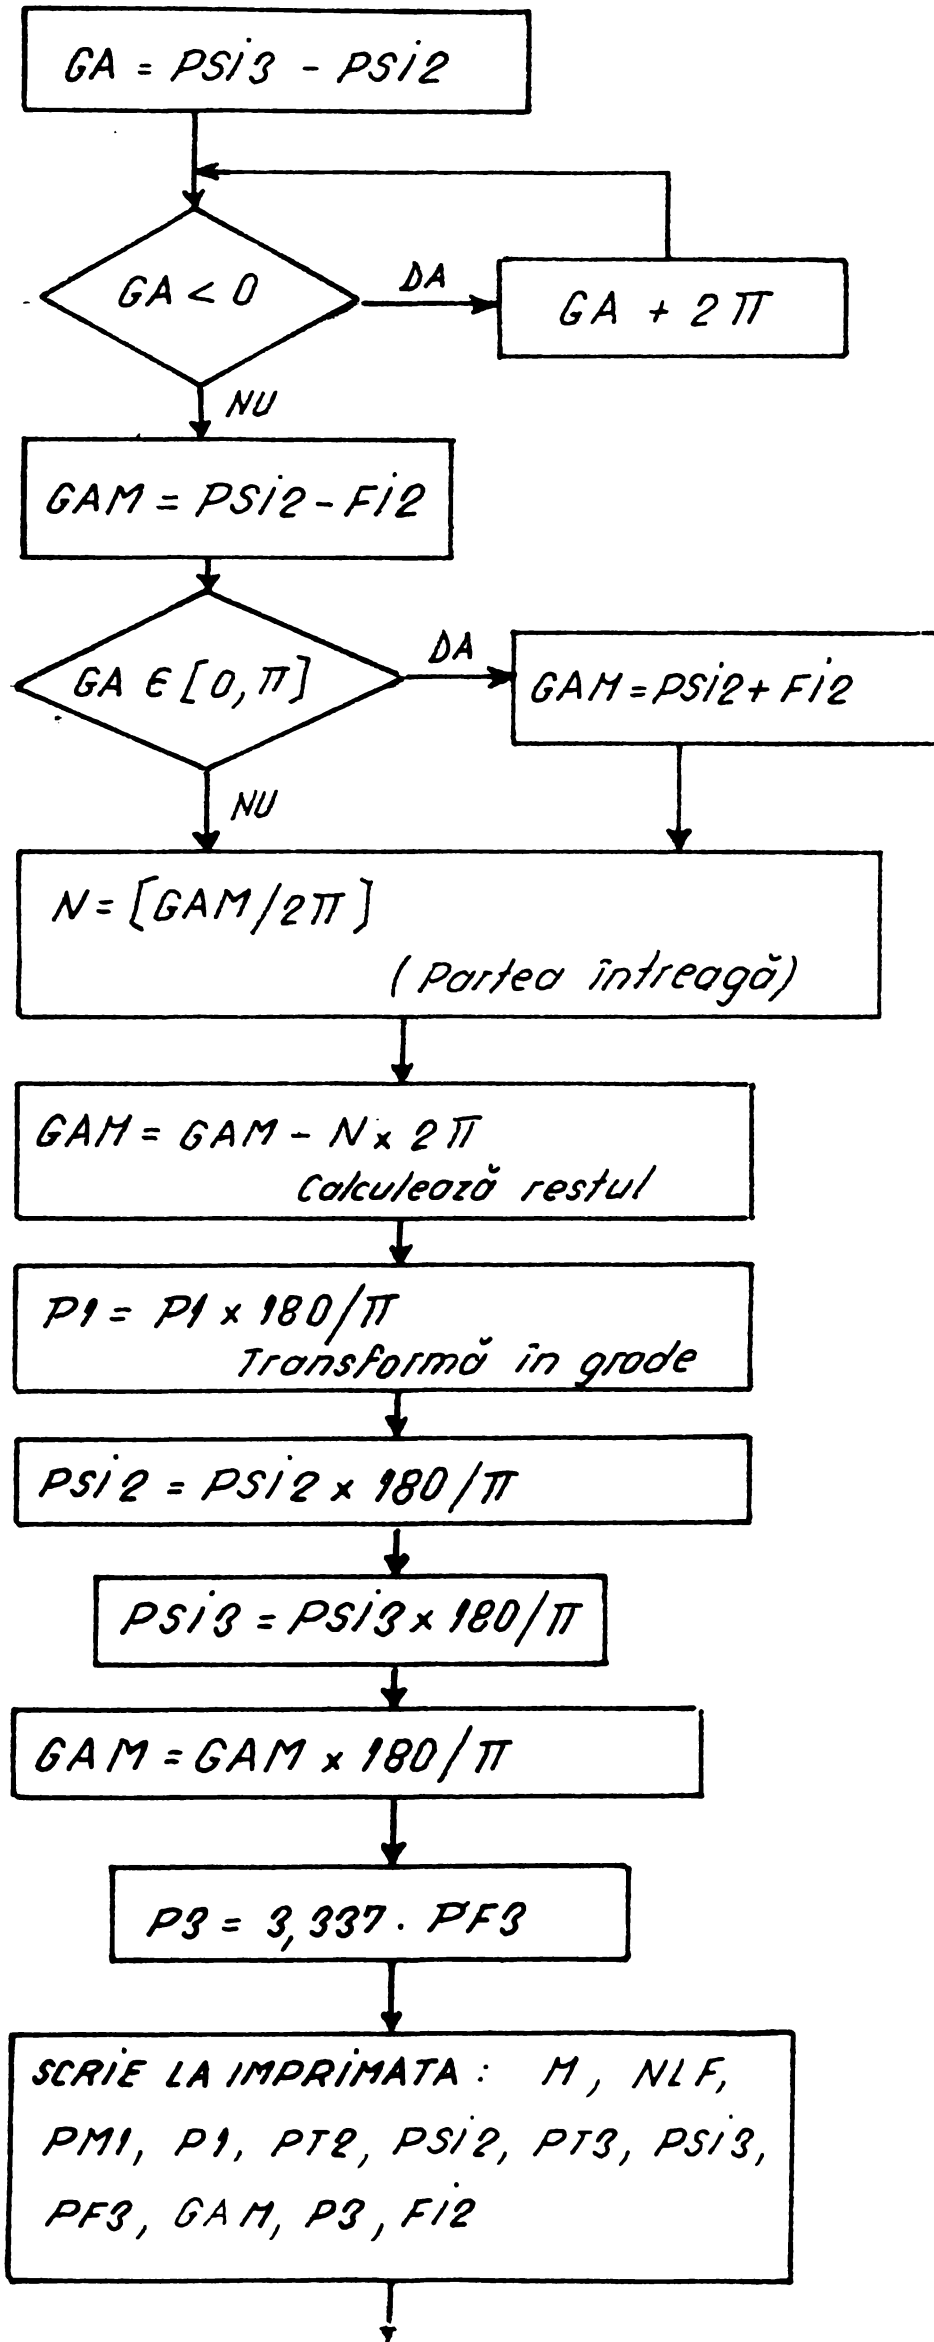 GA = PSi3 - PSi2
GA < 0
DA
GA + 2π
NU
GAM = PSi2 - Fi2
GA ϵ [0, π]
DA
GAM = PSi2 + Fi2
NU
N = [GAM/2π]
(Partea întreagă)
GAM = GAM - N x 2π
Calculează restul
P1 = P1 x 180/π
Transformă în grade
PSi2 = PSi2 x 180/π
PSi3 = PSi3 x 180/π
GAM = GAM x 180/π
P3 = 3,337 . PF3
SCRiE LA iMPRiMATA : M, NLF,
PM1, P1, PT2, PSi2, PT3, PSi3,
PF3, GAM, P3, Fi2